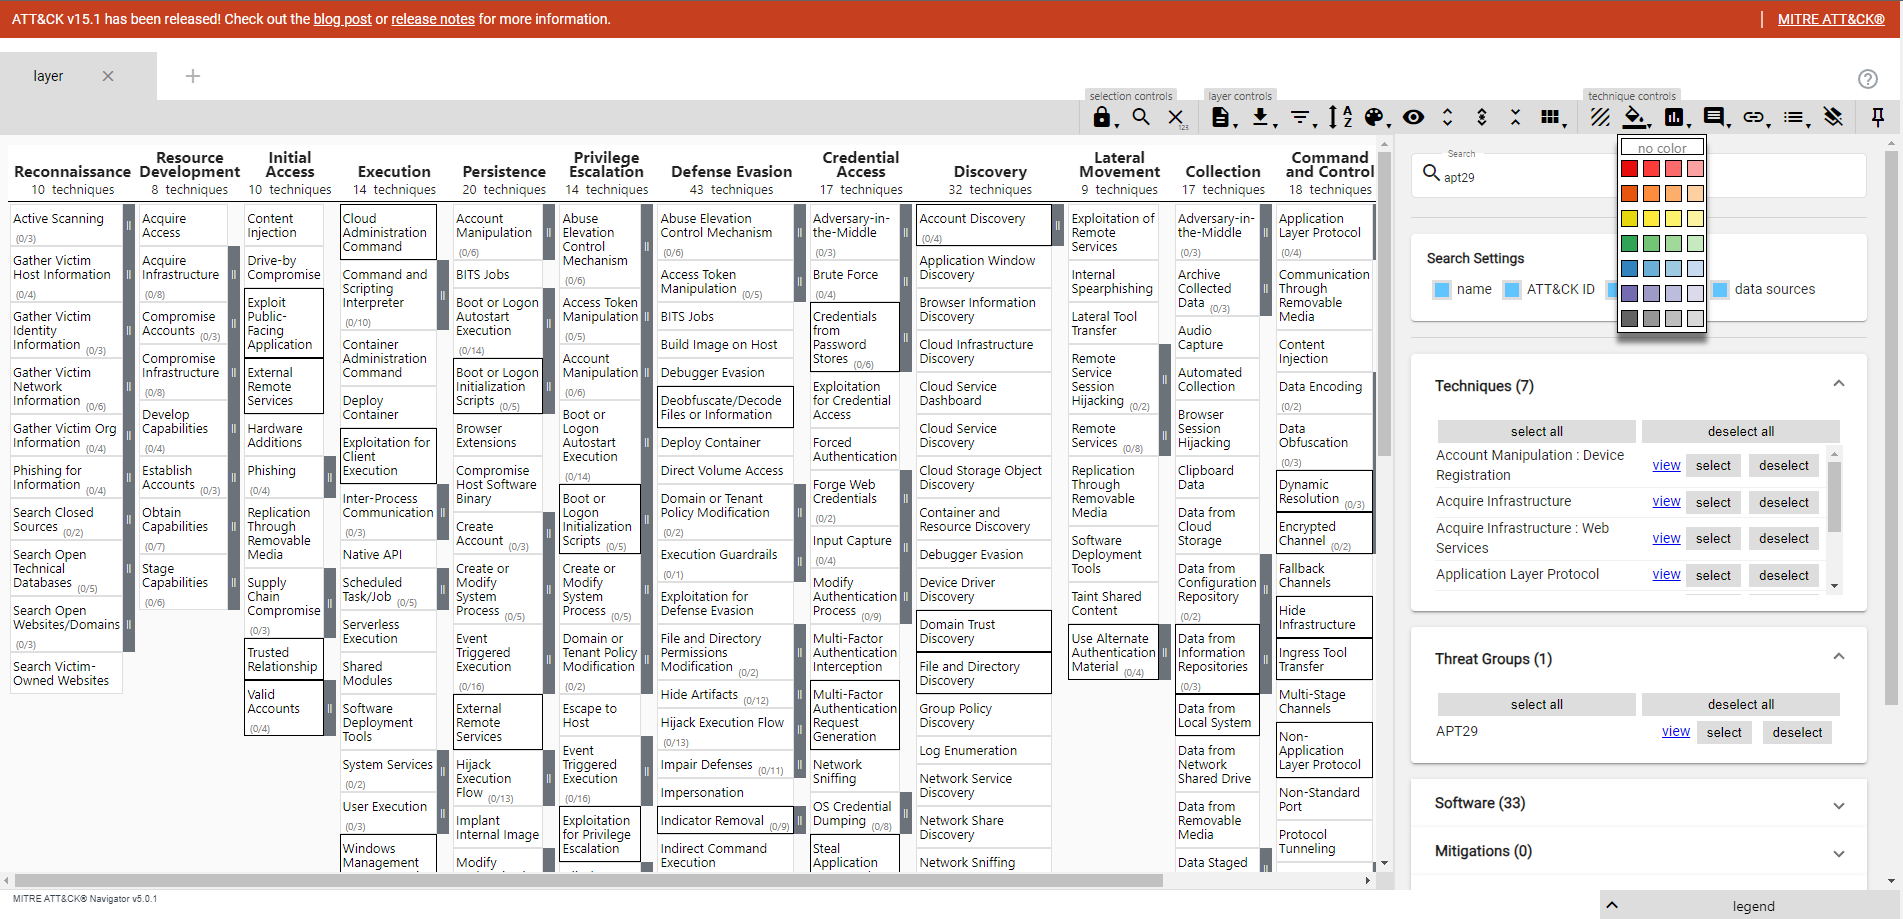 ATT&CK v15.1 has been released! Check out the blog post or release notes for more information.
MITRE ATT&CK®
layer
selection controls
layer controls
technique controls
Reconnaissance
10 techniques
Active Scanning
(0/3)
Gather Victim
Host Information
(0/4)
Gather Victim
Identity
Information (0/3)
Gather Victim
Network
Information (0/6)
Gather Victim Org
Information (0/4)
Phishing for
Information (0/4)
Search Closed
Sources (0/2)
Search Open
Technical
Databases (0/5)
Search Open
Websites/Domains
(0/3)
Search Victim-
Owned Websites
Resource
Development
8 techniques
Acquire
Access
Acquire
Infrastructure
(0/8)
Compromise
Accounts (0/3)
Compromise
Infrastructure
(0/8)
Develop
Capabilities
(0/4)
Establish
Accounts (0/3)
Obtain
Capabilities
(0/7)
Stage
Capabilities
(0/6)
Initial
Access
10 techniques
Content
Injection
Drive-by
Compromise
Exploit
Public-
Facing
Application
External
Remote
Services
Hardware
Additions
Phishing
(0/4)
Replication
Through
Removable
Media
Supply
Chain
Compromise
(0/3)
Trusted
Relationship
Valid
Accounts
(0/4)
Execution
14 techniques
Cloud
Administration
Command
Command and
Scripting
Interpreter
(0/10)
Container
Administration
Command
Deploy
Container
Exploitation for
Client
Execution
Inter-Process
Communication
(0/3)
Native API
Scheduled
Task/Job (0/5)
Serverless
Execution
Shared
Modules
Software
Deployment
Tools
System Services
(0/2)
User Execution
(0/3)
Windows
Management
Persistence
20 techniques
Account
Manipulation
(0/6)
BITS Jobs
Boot or Logon
Autostart
Execution
(0/14)
Boot or Logon
Initialization
Scripts (0/5)
Browser
Extensions
Compromise
Host Software
Binary
Create
Account (0/3)
Create or
Modify
System
Process (0/5)
Event
Triggered
Execution
(0/16)
External
Remote
Services
Hijack
Execution
Flow (0/13)
Implant
Internal Image
Modify
Privilege
Escalation
14 techniques
Abuse
Elevation
Control
Mechanism
(0/6)
Access Token
Manipulation
(0/5)
Account
Manipulation
(0/6)
Boot or
Logon
Autostart
Execution
(0/14)
Boot or
Logon
Initialization
Scripts (0/5)
Create or
Modify
System
Process (0/5)
Domain or
Tenant Policy
Modification
(0/2)
Escape to
Host
Event
Triggered
Execution
(0/16)
Exploitation
for Privilege
Escalation
Defense Evasion
43 techniques
Abuse Elevation
Control Mechanism
(0/6)
Access Token
Manipulation (0/5)
BITS Jobs
Build Image on Host
Debugger Evasion
Deobfuscate/Decode
Files or Information
Deploy Container
Direct Volume Access
Domain or Tenant
Policy Modification
(0/2)
Execution Guardrails
(0/1)
Exploitation for
Defense Evasion
File and Directory
Permissions
Modification (0/2)
Hide Artifacts (0/12)
Hijack Execution Flow
(0/13)
Impair Defenses (0/11)
Impersonation
Indicator Removal (0/9)
Indirect Command
Execution
Credential
Access
17 techniques
Adversary-in-
the-Middle
(0/3)
Brute Force
(0/4)
Credentials
from
Password
Stores (0/6)
Exploitation
for Credential
Access
Forced
Authentication
Forge Web
Credentials
(0/2)
Input Capture
(0/4)
Modify
Authentication
Process (0/9)
Multi-Factor
Authentication
Interception
Multi-Factor
Authentication
Request
Generation
Network
Sniffing
OS Credential
Dumping (0/8)
Steal
Application
Discovery
32 techniques
Account Discovery
(0/4)
Application Window
Discovery
Browser Information
Discovery
Cloud Infrastructure
Discovery
Cloud Service
Dashboard
Cloud Service
Discovery
Cloud Storage Object
Discovery
Container and
Resource Discovery
Debugger Evasion
Device Driver
Discovery
Domain Trust
Discovery
File and Directory
Discovery
Group Policy
Discovery
Log Enumeration
Network Service
Discovery
Network Share
Discovery
Network Sniffing
Lateral
Movement
9 techniques
Exploitation of
Remote
Services
Internal
Spearphishing
Lateral Tool
Transfer
Remote
Service
Session
Hijacking (0/2)
Remote
Services (0/8)
Replication
Through
Removable
Media
Software
Deployment
Tools
Taint Shared
Content
Use Alternate
Authentication
Material (0/4)
Collection
17 techniques
Adversary-in-
the-Middle
(0/3)
Archive
Collected
Data (0/3)
Audio
Capture
Automated
Collection
Browser
Session
Hijacking
Clipboard
Data
Data from
Cloud
Storage
Data from
Configuration
Repository
(0/2)
Data from
Information
Repositories
(0/3)
Data from
Local System
Data from
Network
Shared Drive
Data from
Removable
Media
Data Staged
Command
and Control
18 techniques
Application
Layer Protocol
(0/4)
Communication
Through
Removable
Media
Content
Injection
Data Encoding
(0/2)
Data
Obfuscation
(0/3)
Dynamic
Resolution (0/3)
Encrypted
Channel (0/2)
Fallback
Channels
Hide
Infrastructure
Ingress Tool
Transfer
Multi-Stage
Channels
Non-
Application
Layer Protocol
Non-Standard
Port
Protocol
Tunneling
no color
Search
apt29
Search Settings
name ATT&CK ID data sources
Techniques (7)
select all deselect all
Account Manipulation : Device
Registration view select deselect
Acquire Infrastructure view select deselect
Acquire Infrastructure : Web
Services view select deselect
Application Layer Protocol view select deselect
Threat Groups (1)
select all deselect all
APT29 view select deselect
Software (33)
Mitigations (0)
MITRE ATT&CK® Navigator v5.0.1
legend